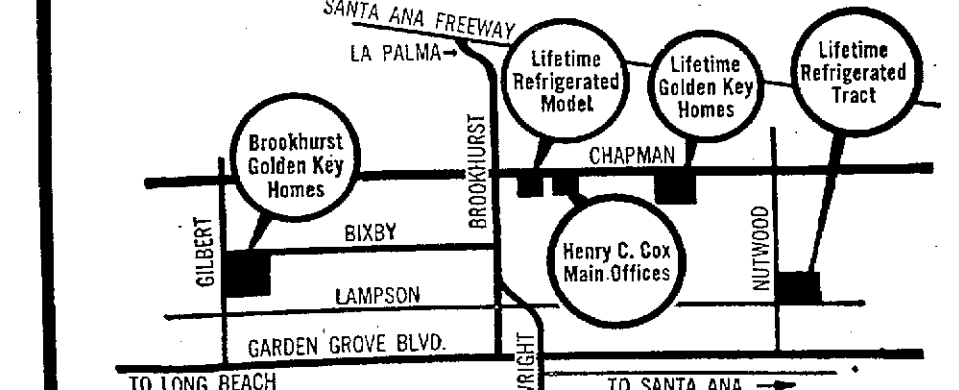 SANTA ANA FREEWAY
LA PALMA
Lifetime
Refrigerated
Model
Lifetime
Golden Key
Homes
Lifetime
Refrigerated
Tract
Brookhurst
Golden Key
Homes
BROOKHURST
CHAPMAN
GILBERT
BIXBY
Henry C. Cox
Main Offices
NUTWOOD
LAMPSON
GARDEN GROVE BLVD.
WRIGHT
TO LONG BEACH
TO SANTA ANA